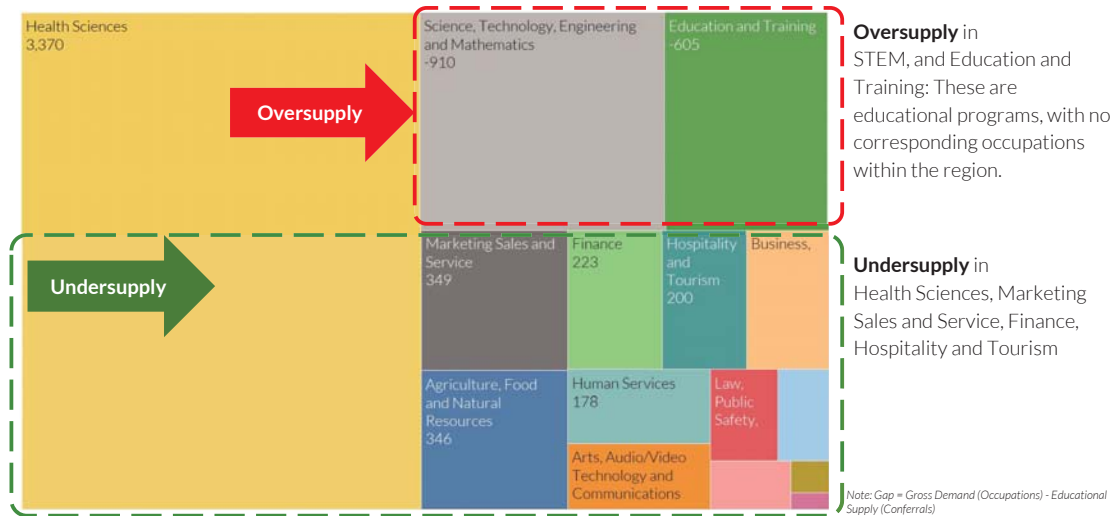 Health Sciences
3,370
Science, Technology, Engineering
and Mathematics
-910
Education and Training
-605
Oversupply
Oversupply in
STEM, and Education and
Training: These are
educational programs, with no
corresponding occupations
within the region.
Undersupply
Marketing Sales and
Service
349
Finance
223
Hospitality
and
Tourism
200
Business,
Agriculture, Food
and Natural
Resources
346
Human Services
178
Law,
Public
Safety,
Arts, Audio/Video
Technology and
Communications
Undersupply in
Health Sciences, Marketing
Sales and Service, Finance,
Hospitality and Tourism
Note: Gap = Gross Demand (Occupations) - Educational
Supply (Conferrals)